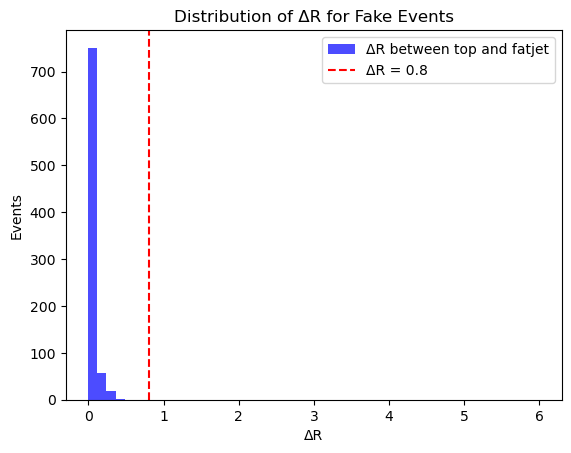 Distribution of ΔR for Fake Events
ΔR between top and fatjet
ΔR = 0.8
Events
700
600
500
400
300
200
100
0
0 1 2 3 4 5 6
ΔR